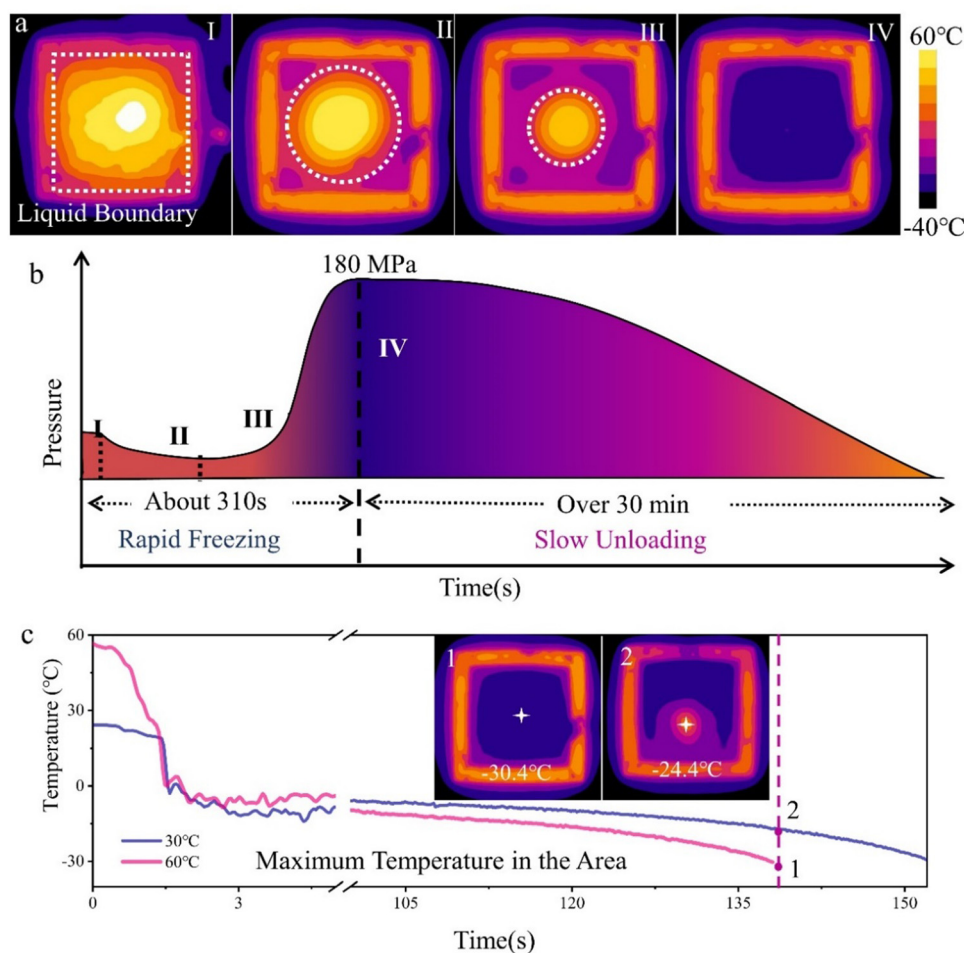 a
I
II
III
IV
60℃
-40℃
Liquid Boundary
b
180 MPa
Pressure
I
II
III
IV
About 310s
Over 30 min
Rapid Freezing
Slow Unloading
Time(s)
c
60
30
0
-30
Temperature (℃)
1
2
-30.4℃
-24.4℃
2
1
30℃
60℃
Maximum Temperature in the Area
0
3
105
120
135
150
Time(s)